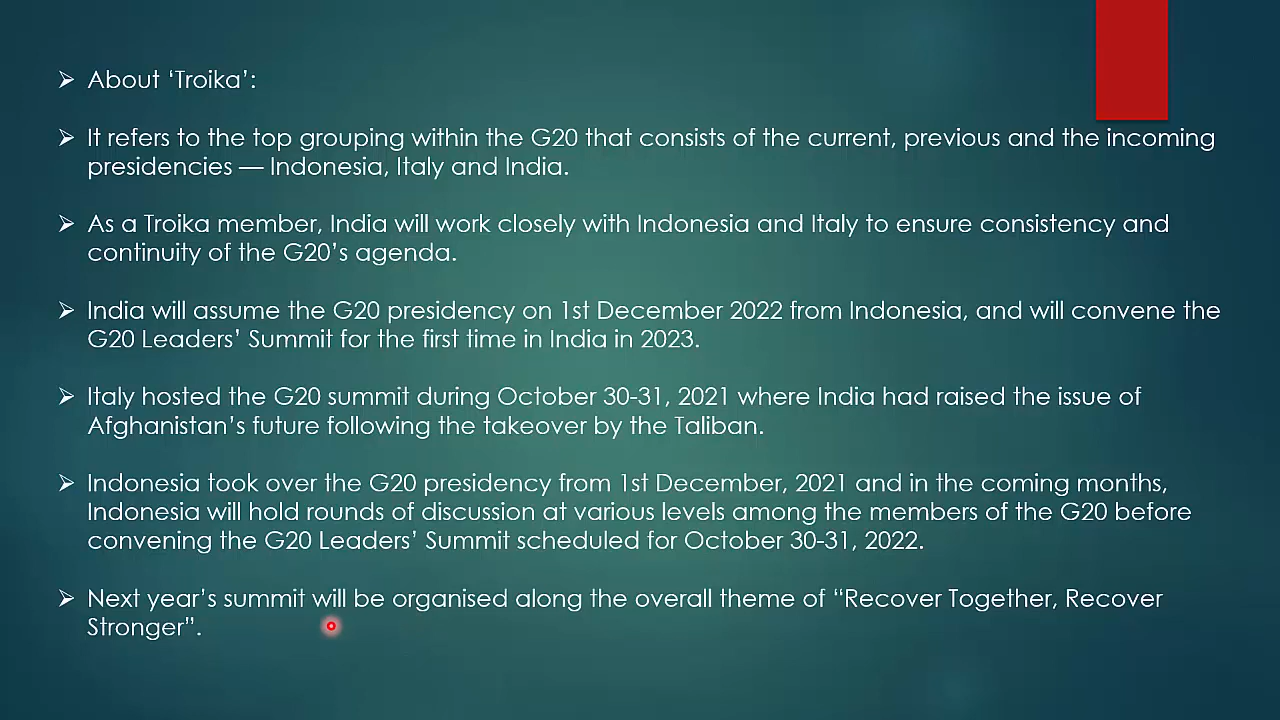 ➢ About ‘Troika’:
➢ It refers to the top grouping within the G20 that consists of the current, previous and the incoming
presidencies — Indonesia, Italy and India.
➢ As a Troika member, India will work closely with Indonesia and Italy to ensure consistency and
continuity of the G20’s agenda.
➢ India will assume the G20 presidency on 1st December 2022 from Indonesia, and will convene the
G20 Leaders’ Summit for the first time in India in 2023.
➢ Italy hosted the G20 summit during October 30-31, 2021 where India had raised the issue of
Afghanistan’s future following the takeover by the Taliban.
➢ Indonesia took over the G20 presidency from 1st December, 2021 and in the coming months,
Indonesia will hold rounds of discussion at various levels among the members of the G20 before
convening the G20 Leaders’ Summit scheduled for October 30-31, 2022.
➢ Next year’s summit will be organised along the overall theme of “Recover Together, Recover
Stronger”.